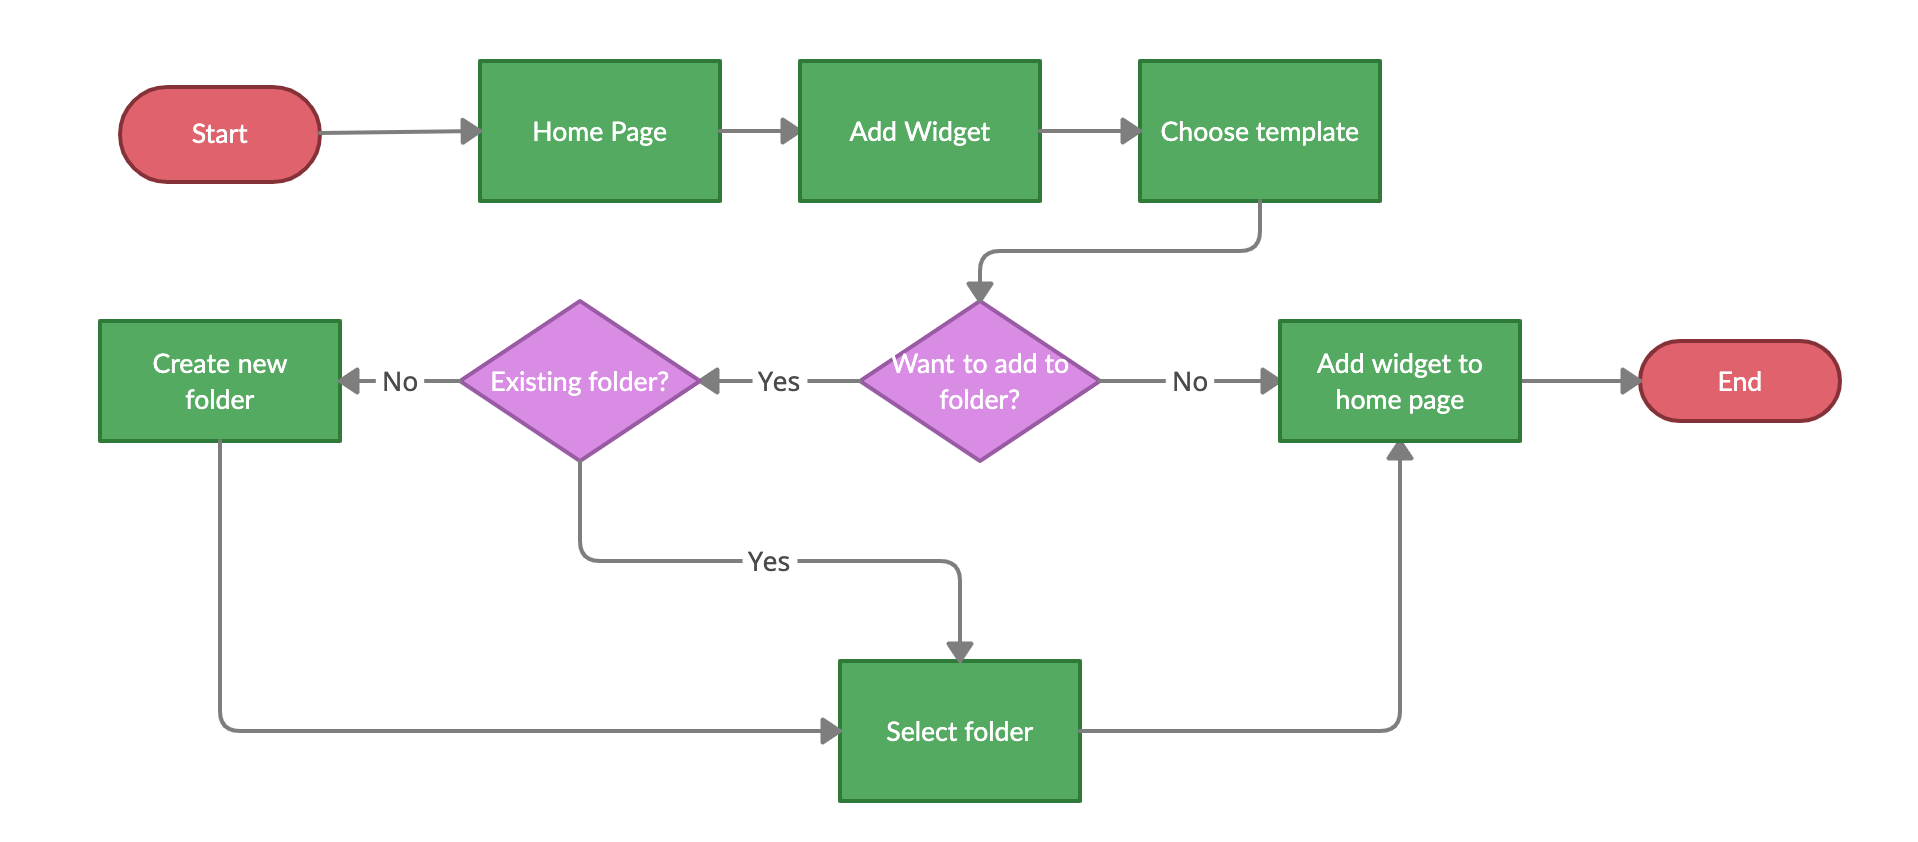 Start
Home Page
Add Widget
Choose template
Create new
folder
No
Existing folder?
Yes
Want to add to
folder?
No
Add widget to
home page
End
Yes
Select folder